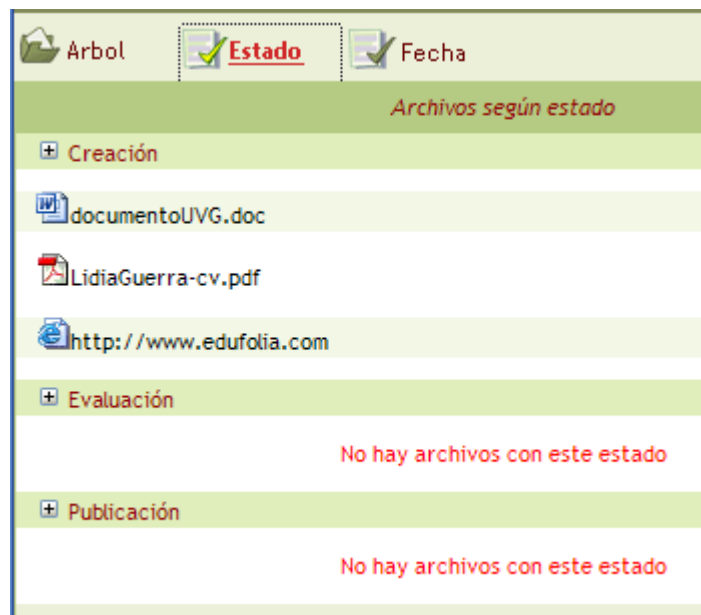 Arbol Estado Fecha
Archivos según estado
Creación
documentoUVG.doc
LidiaGuerra-cv.pdf
http://www.edufolia.com
Evaluación
No hay archivos con este estado
Publicación
No hay archivos con este estado